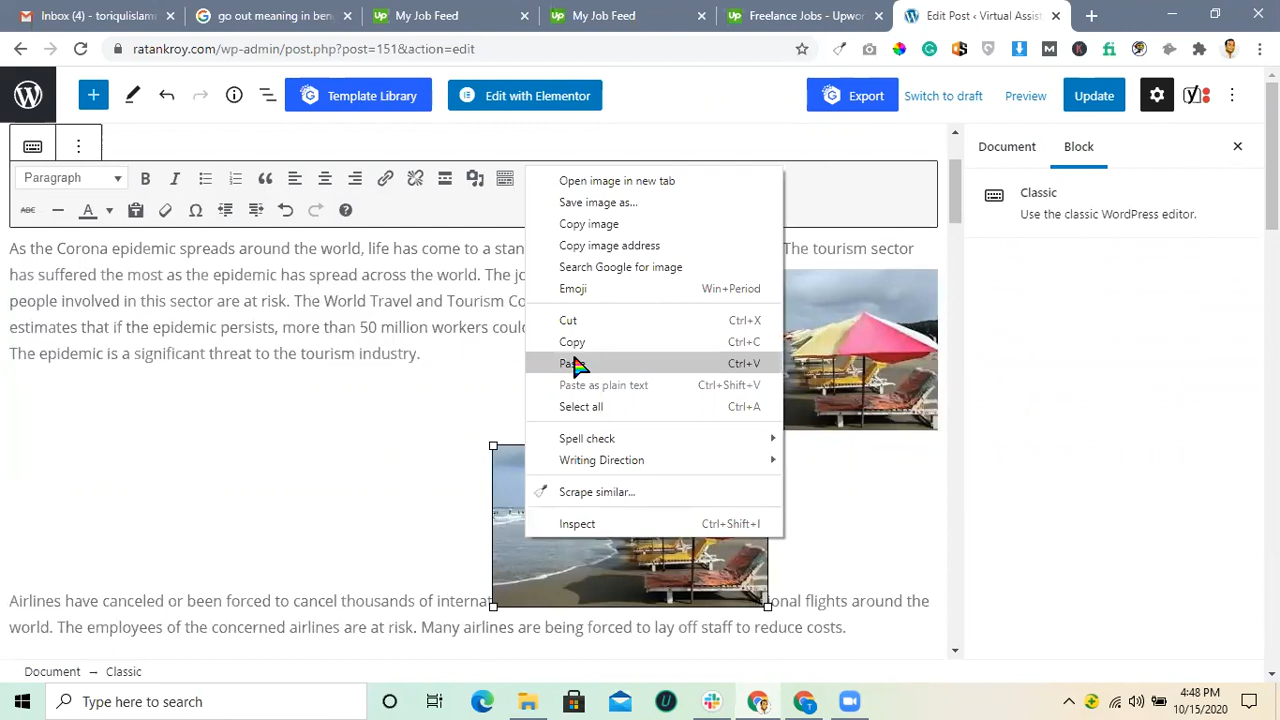 Inbox (4) - toriqulislam
go out meaning in ben
My Job Feed
My Job Feed
Freelance Jobs - Upwor
Edit Post ‹ Virtual Assist
ratankroy.com/wp-admin/post.php?post=151&action=edit
Template Library
Edit with Elementor
Export
Switch to draft
Preview
Update
Paragraph
B I
ABC A Ω
Document
Block
Classic
Use the classic WordPress editor.
As the Corona epidemic spreads around the world, life has come to a stan
The tourism sector
has suffered the most as the epidemic has spread across the world. The jo
people involved in this sector are at risk. The World Travel and Tourism Co
estimates that if the epidemic persists, more than 50 million workers coul
The epidemic is a significant threat to the tourism industry.
Open image in new tab
Save image as...
Copy image
Copy image address
Search Google for image
Emoji Win+Period
Cut Ctrl+X
Copy Ctrl+C
Paste Ctrl+V
Paste as plain text Ctrl+Shift+V
Select all Ctrl+A
Spell check
Writing Direction
Scrape similar...
Inspect Ctrl+Shift+I
Airlines have canceled or been forced to cancel thousands of internat
onal flights around the
world. The employees of the concerned airlines are at risk. Many airlines are being forced to lay off staff to reduce costs.
Document → Classic
Type here to search
4:48 PM
10/15/2020